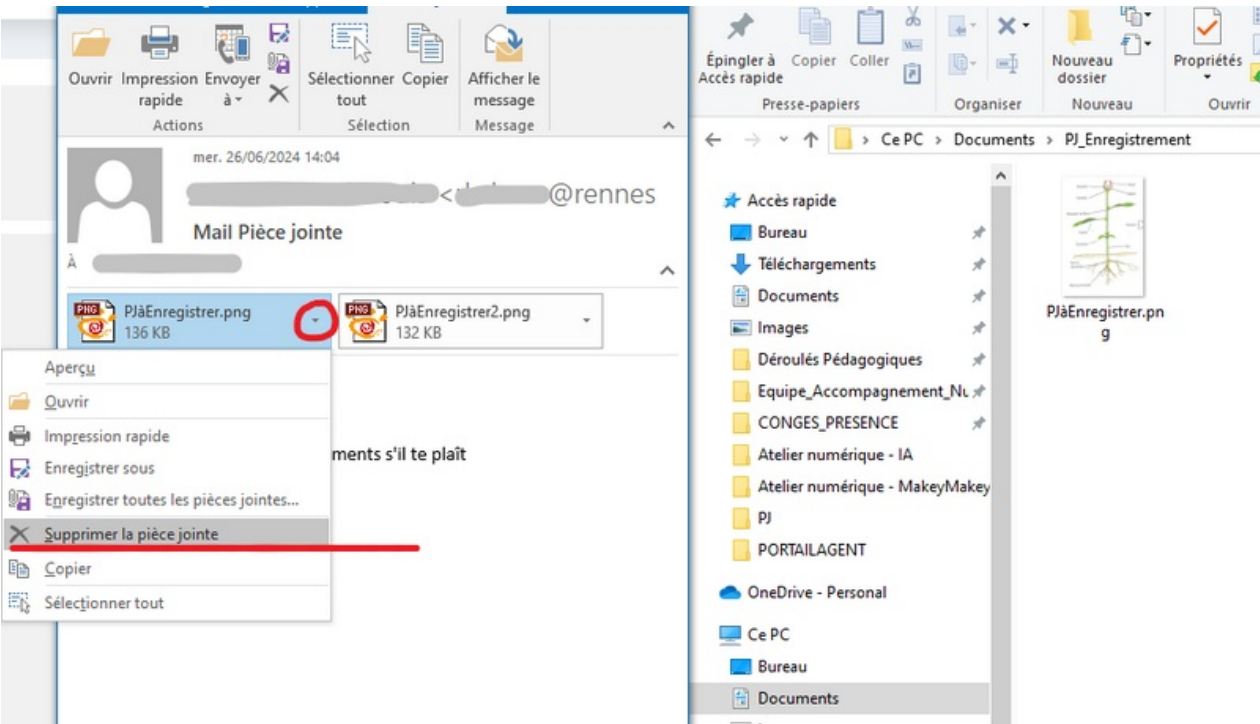 Ouvrir Impression rapide Envoyer à
Sélectionner tout Copier Afficher le message
Actions Sélection Message
mer. 26/06/2024 14:04
<
@rennes
Mail Pièce jointe
À
PNG PJàEnregistrer.png
136 KB
PNG PJàEnregistrer2.png
132 KB
Aperçu
Ouvrir
Impression rapide
Enregistrer sous
Enregistrer toutes les pièces jointes...
Supprimer la pièce jointe
Copier
Sélectionner tout
ments s'il te plaît
Épingler à Accès rapide Copier Coller
Nouveau dossier Propriétés
Presse-papiers Organiser Nouveau Ouvrir
Ce PC > Documents > PJ_Enregistrement
Accès rapide
Bureau
Téléchargements
Documents
Images
Déroulés Pédagogiques
Equipe_Accompagnement_Nu
CONGES_PRESENCE
Atelier numérique - IA
Atelier numérique - MakeyMakey
PJ
PORTAILAGENT
OneDrive - Personal
Ce PC
Bureau
Documents
PJàEnregistrer.pn
g